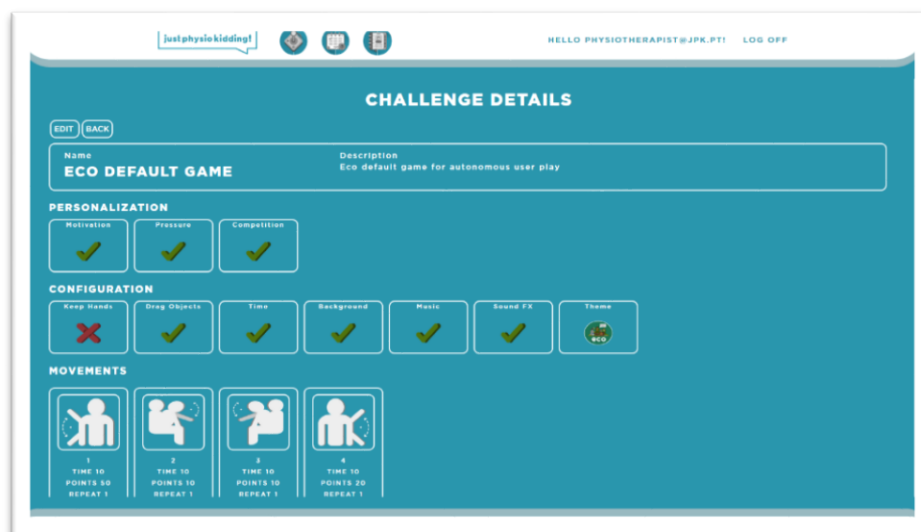 just physio kidding!
HELLO PHYSIOTHERAPIST@JPK.PT! LOG OFF
CHALLENGE DETAILS
EDIT BACK
Name Description
ECO DEFAULT GAME Eco default game for autonomous user play
PERSONALIZATION
Motivation Pressure Competition
CONFIGURATION
Keep Hands Drag Objects Time Background Music Sound FX Theme
eco
MOVEMENTS
1 2 3 4
TIME 10 TIME 10 TIME 10 TIME 10
POINTS 50 POINTS 10 POINTS 10 POINTS 20
REPEAT 1 REPEAT 1 REPEAT 1 REPEAT 1